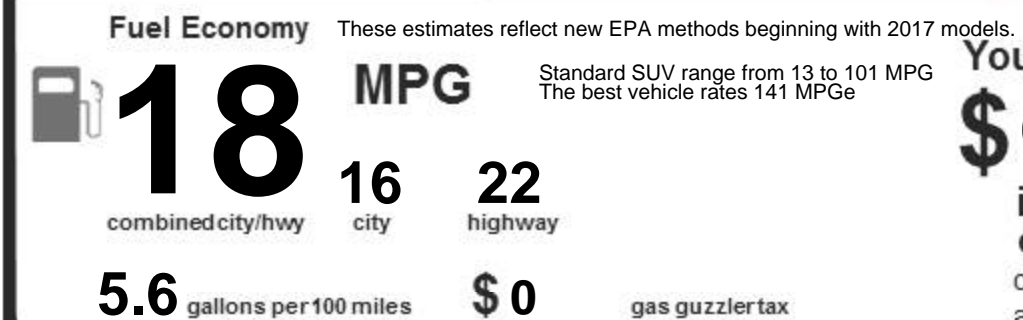 Fuel Economy These estimates reflect new EPA methods beginning with 2017 models.
18 MPG
Standard SUV range from 13 to 101 MPG
The best vehicle rates 141 MPGe
$
16 22
combined city/hwy city highway
5.6 gallons per 100 miles $ 0 gas guzzler tax